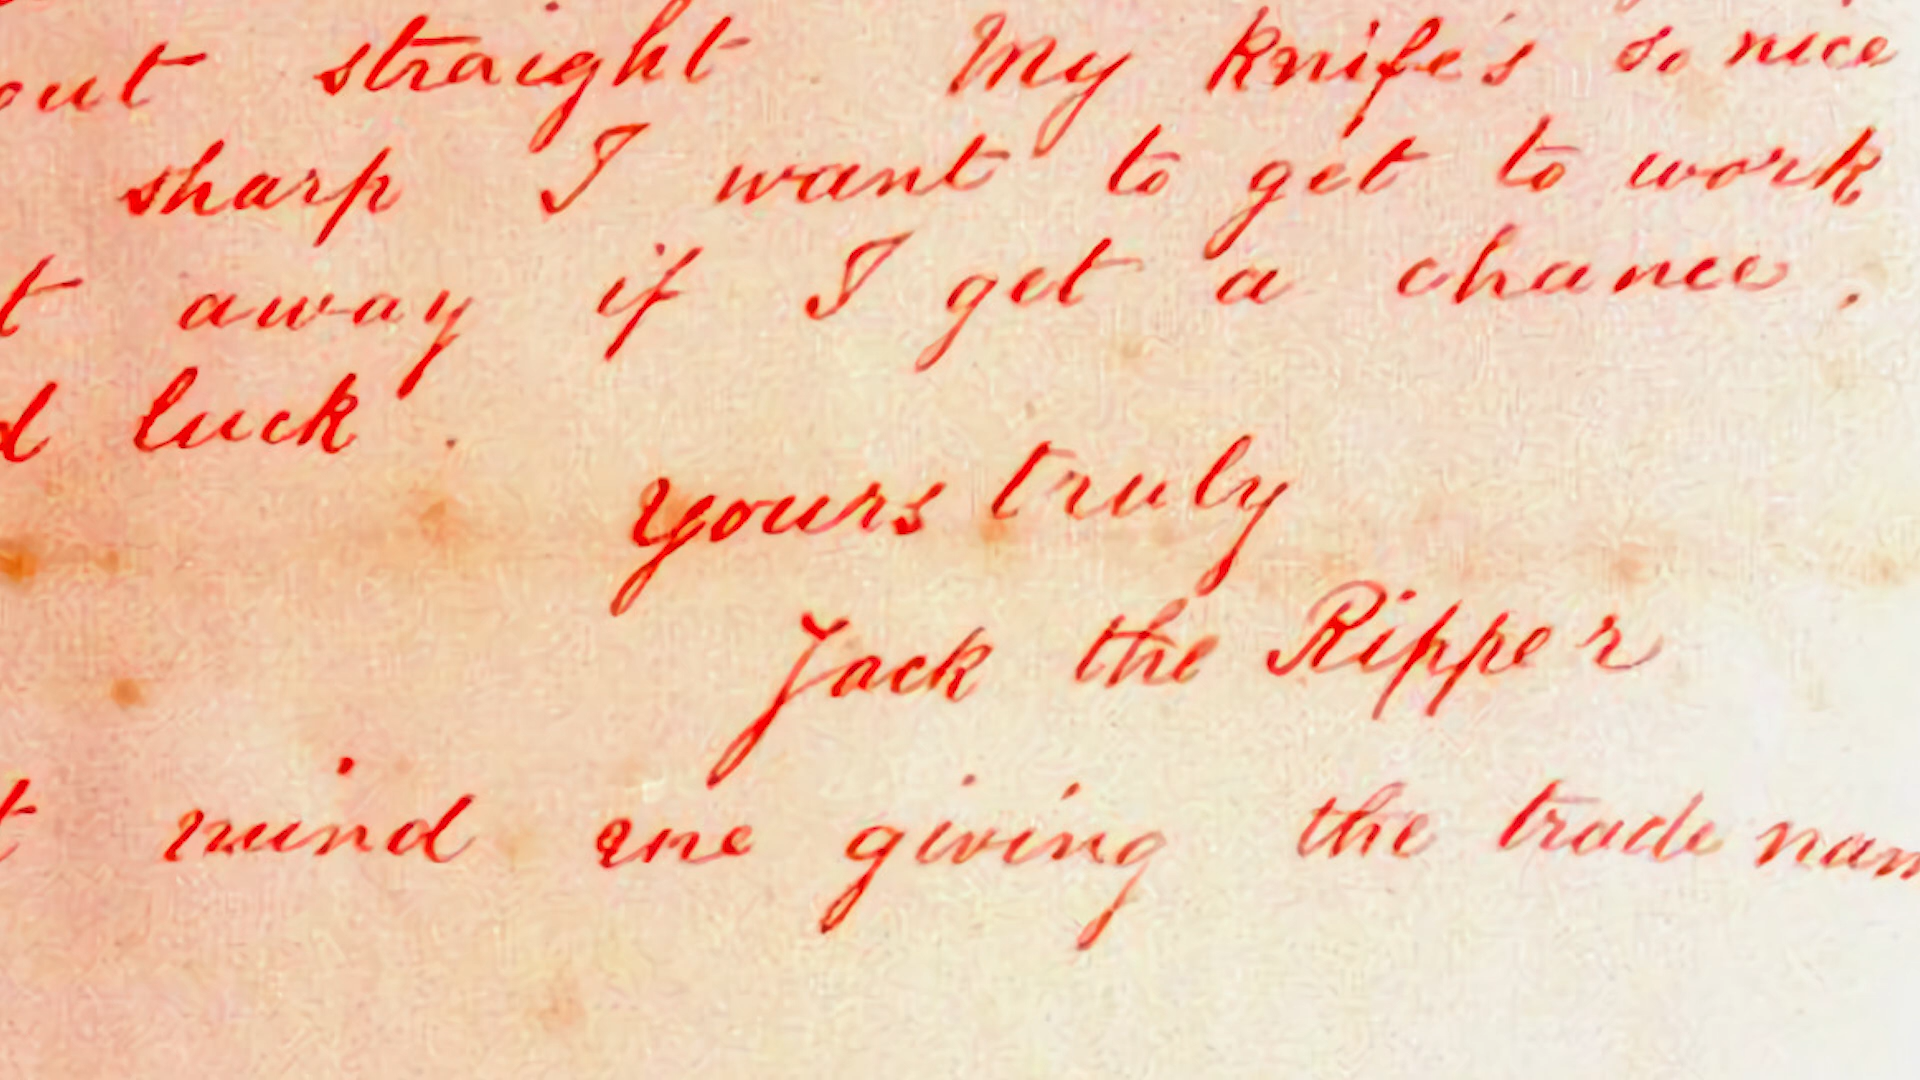 out straight My knife's so nice
sharp I want to get to work
t away if I get a chance.
d luck.
yours truly
Jack the Ripper
t mind me giving the trade nam